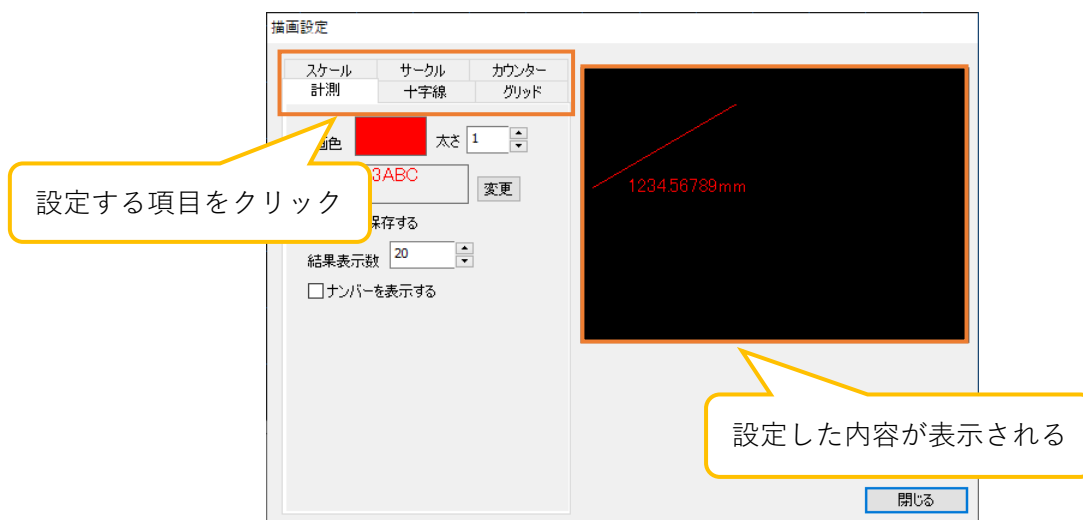 描画設定
スケール サークル カウンター
計測 十字線 グリッド
画色 太さ 1
3ABC 変更
設定する項目をクリック
保存する
結果表示数 20
ナンバーを表示する
1234.56789mm
設定した内容が表示される
閉じる